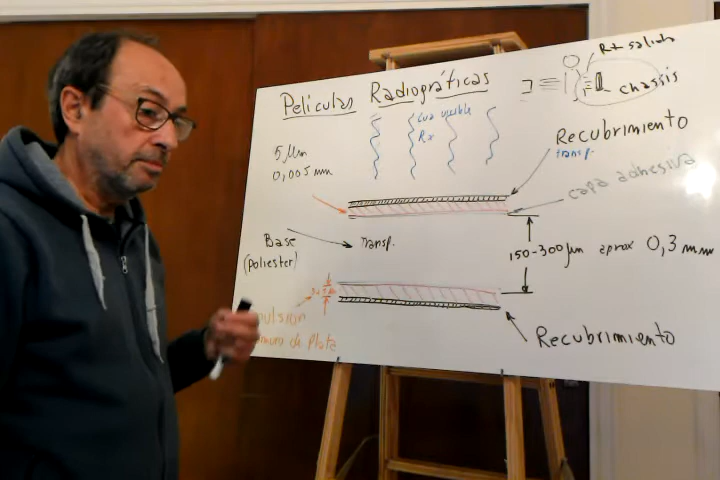 Películas Radiográficas
Rx salida
chassis
Luz visible
Rx
5 μm
0,005 mm
Recubrimiento
transp.
capa adhesiva
Base
(Poliester)
transp.
150-300 μm aprox 0,3 mm
Recubrimiento
de Plata